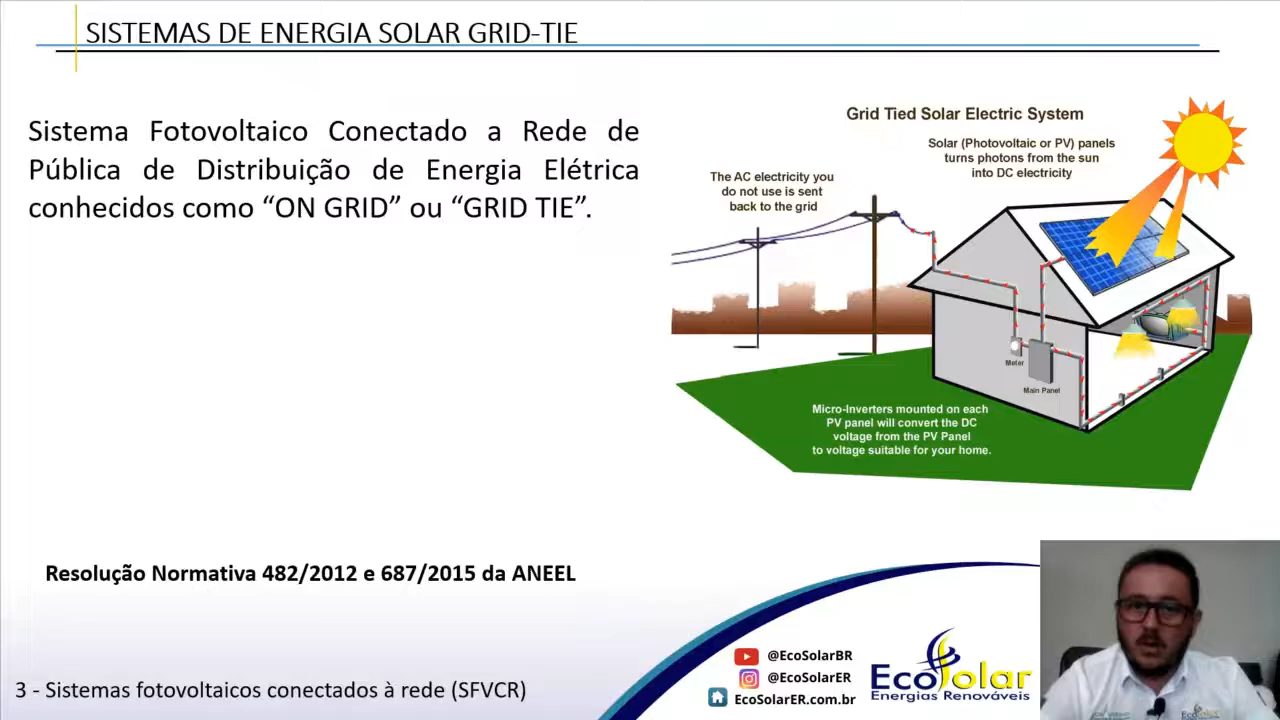 SISTEMAS DE ENERGIA SOLAR GRID-TIE
Sistema Fotovoltaico Conectado a Rede de
Pública de Distribuição de Energia Elétrica
conhecidos como “ON GRID” ou “GRID TIE”.
Grid Tied Solar Electric System
Solar (Photovoltaic or PV) panels
turns photons from the sun
into DC electricity
The AC electricity you
do not use is sent
back to the grid
Meter
Main Panel
Micro-Inverters mounted on each
PV panel will convert the DC
voltage from the PV Panel
to voltage suitable for your home.
Resolução Normativa 482/2012 e 687/2015 da ANEEL
3 - Sistemas fotovoltaicos conectados à rede (SFVCR)
@EcoSolarBR
@EcoSolarER
EcoSolarER.com.br
EcoSolar
Energias Renováveis